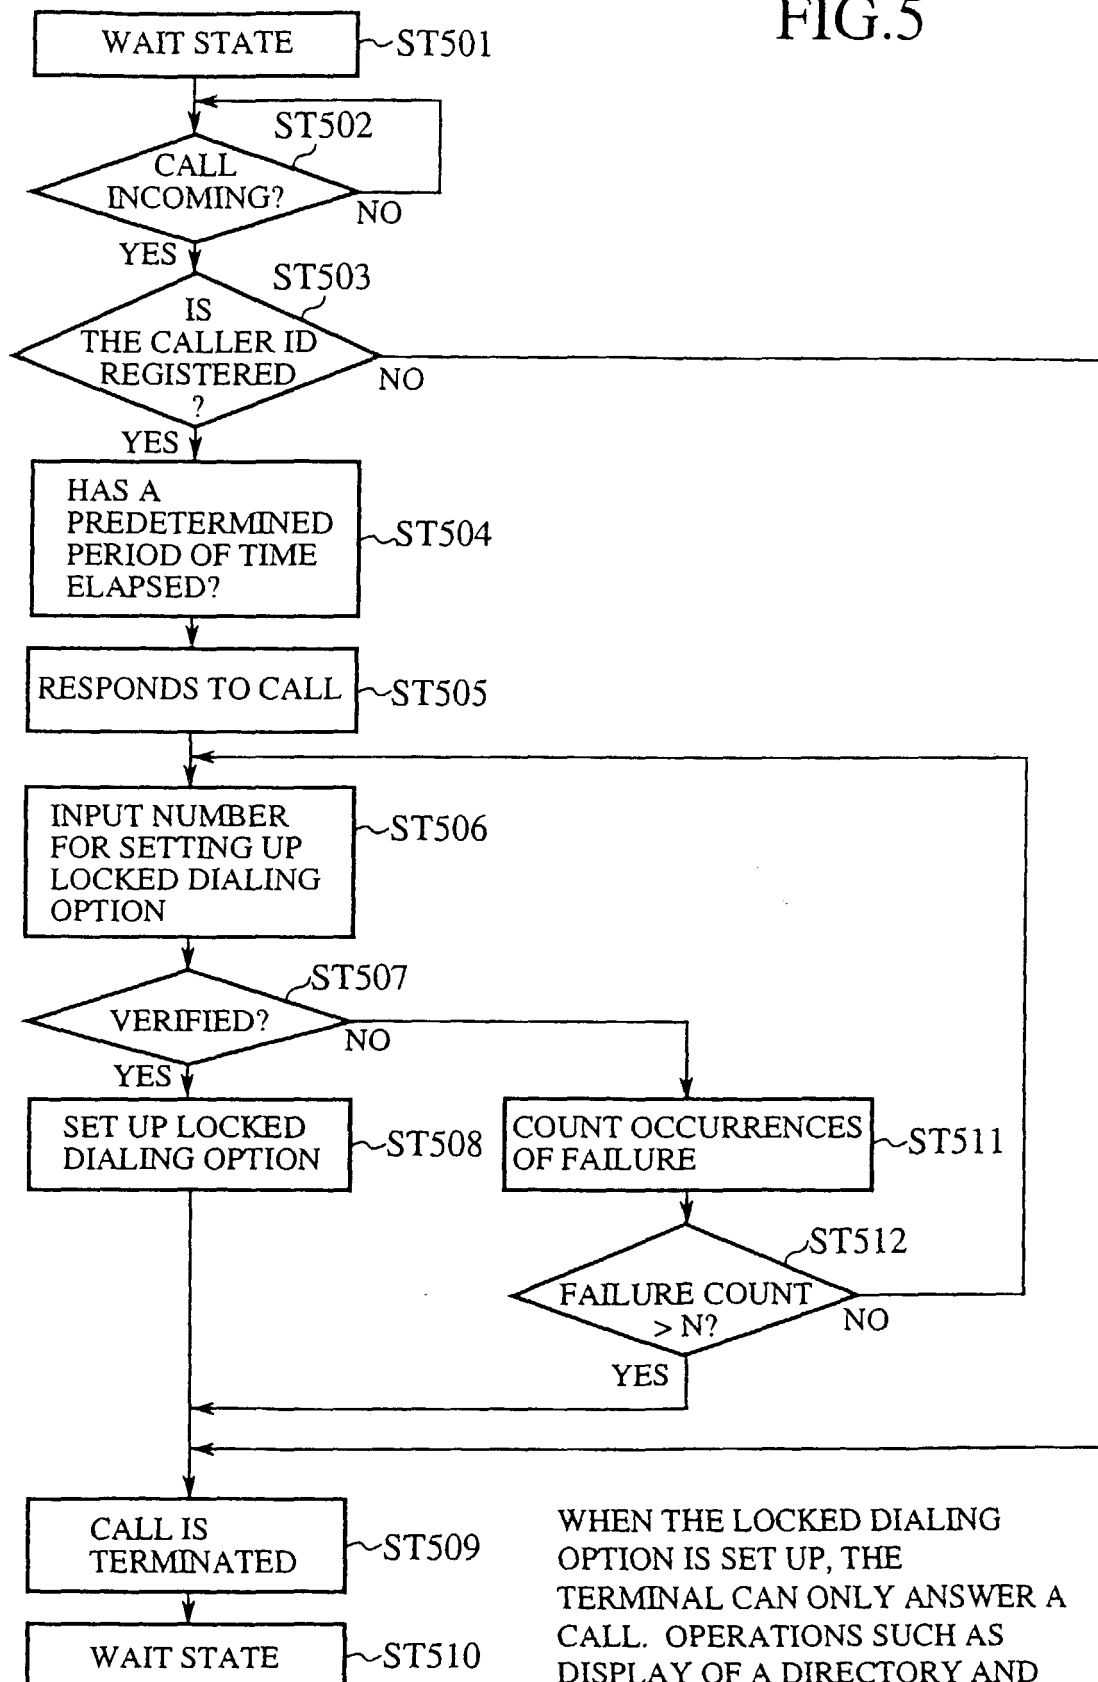 FIG.5
WAIT STATE
ST501
ST502
CALL
INCOMING?
NO
YES
ST503
IS
THE CALLER ID
REGISTERED
?
NO
YES
HAS A
PREDETERMINED
PERIOD OF TIME
ELAPSED?
ST504
RESPONDS TO CALL
ST505
INPUT NUMBER
FOR SETTING UP
LOCKED DIALING
OPTION
ST506
ST507
VERIFIED?
NO
YES
SET UP LOCKED
DIALING OPTION
ST508
COUNT OCCURRENCES
OF FAILURE
ST511
ST512
FAILURE COUNT
> N?
NO
YES
CALL IS
TERMINATED
ST509
WAIT STATE
ST510
WHEN THE LOCKED DIALING
OPTION IS SET UP, THE
TERMINAL CAN ONLY ANSWER A
CALL. OPERATIONS SUCH AS
DISPLAY OF A DIRECTORY AND